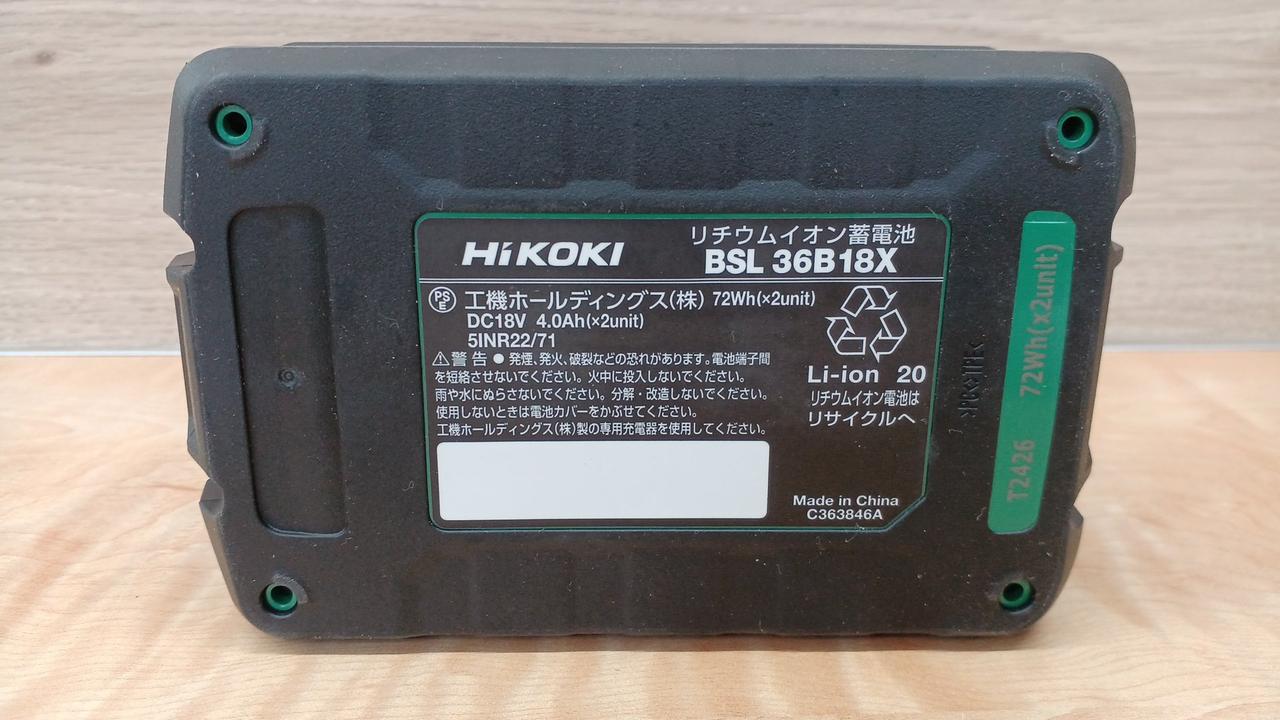 HiKOKI
リチウムイオン蓄電池
BSL 36B18X
PSE 工機ホールディングス(株) 72Wh(×2unit)
DC18V 4.0Ah(×2unit)
5INR22/71
⚠警告 ● 発煙、発火、破裂などの恐れがあります。電池端子間
を短絡させないでください。火中に投入しないでください。
雨や水にぬらさないでください。分解・改造しないでください。
使用しないときは電池カバーをかぶせてください。
工機ホールディングス(株)製の専用充電器を使用してください。
Li-ion 20
リチウムイオン電池は
リサイクルへ
Made in China
C363846A
T2426 72Wh(x2unit)